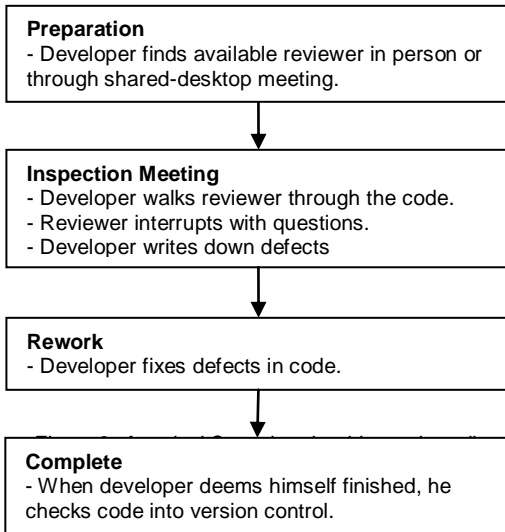 Preparation
- Developer finds available reviewer in person or
through shared-desktop meeting.
Inspection Meeting
- Developer walks reviewer through the code.
- Reviewer interrupts with questions.
- Developer writes down defects
Rework
- Developer fixes defects in code.
Complete
- When developer deems himself finished, he
checks code into version control.